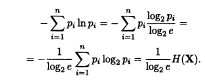 -\sum_{i=1}^{n} p_i \ln p_i = -\sum_{i=1}^{n} p_i \frac{\log_2 p_i}{\log_2 e} =
= -\frac{1}{\log_2 e} \sum_{i=1}^{n} p_i \log_2 p_i = \frac{1}{\log_2 e} H(\mathbf{X}).